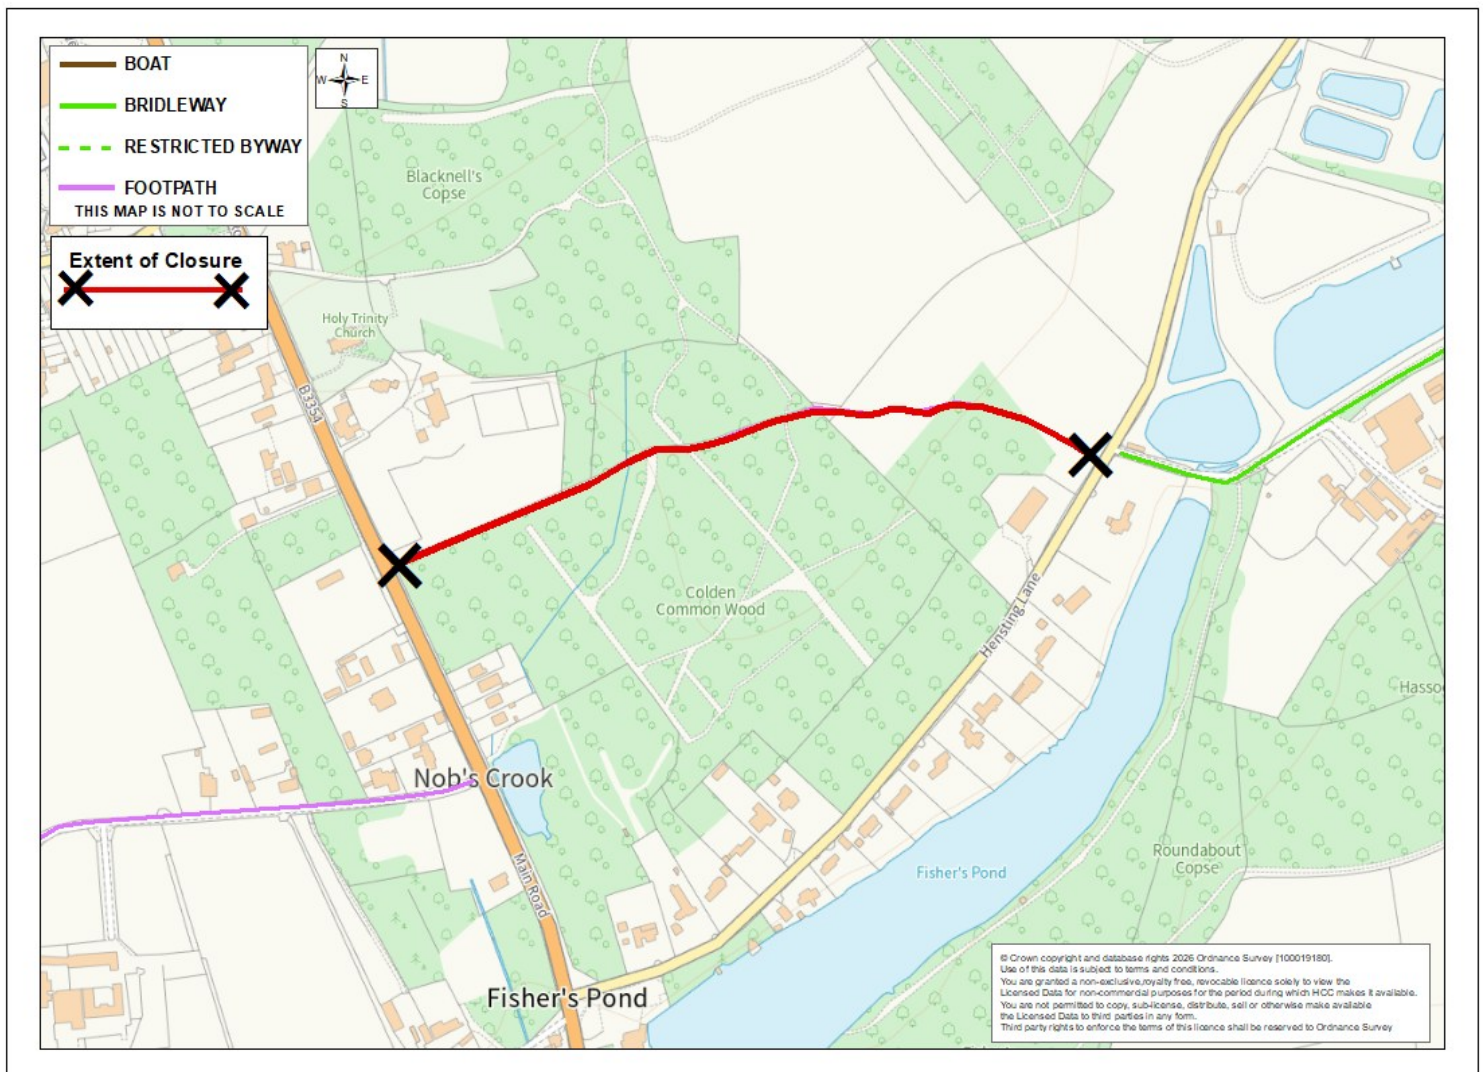 BOAT
BRIDLEWAY
RESTRICTED BYWAY
FOOTPATH
THIS MAP IS NOT TO SCALE
N
W E
S
Extent of Closure
Blacknell's
Copse
Holy Trinity
Church
B3354
Colden
Common Wood
Hensting Lane
Nob's Crook
Main Road
Fisher's Pond
Fisher's Pond
Roundabout
Copse
© Crown copyright and database rights 2026 Ordnance Survey [100019180].
Use of this data is subject to terms and conditions.
You are granted a non-exclusive,royalty free, revocable licence solely to view the
Licensed Data for non-commercial purposes for the period during which HCC makes it available.
You are not permitted to copy, sub-license, distribute, sell or otherwise make available
the Licensed Data to third parties in any form.
Third party rights to enforce the terms of this licence shall be reserved to Ordnance Survey